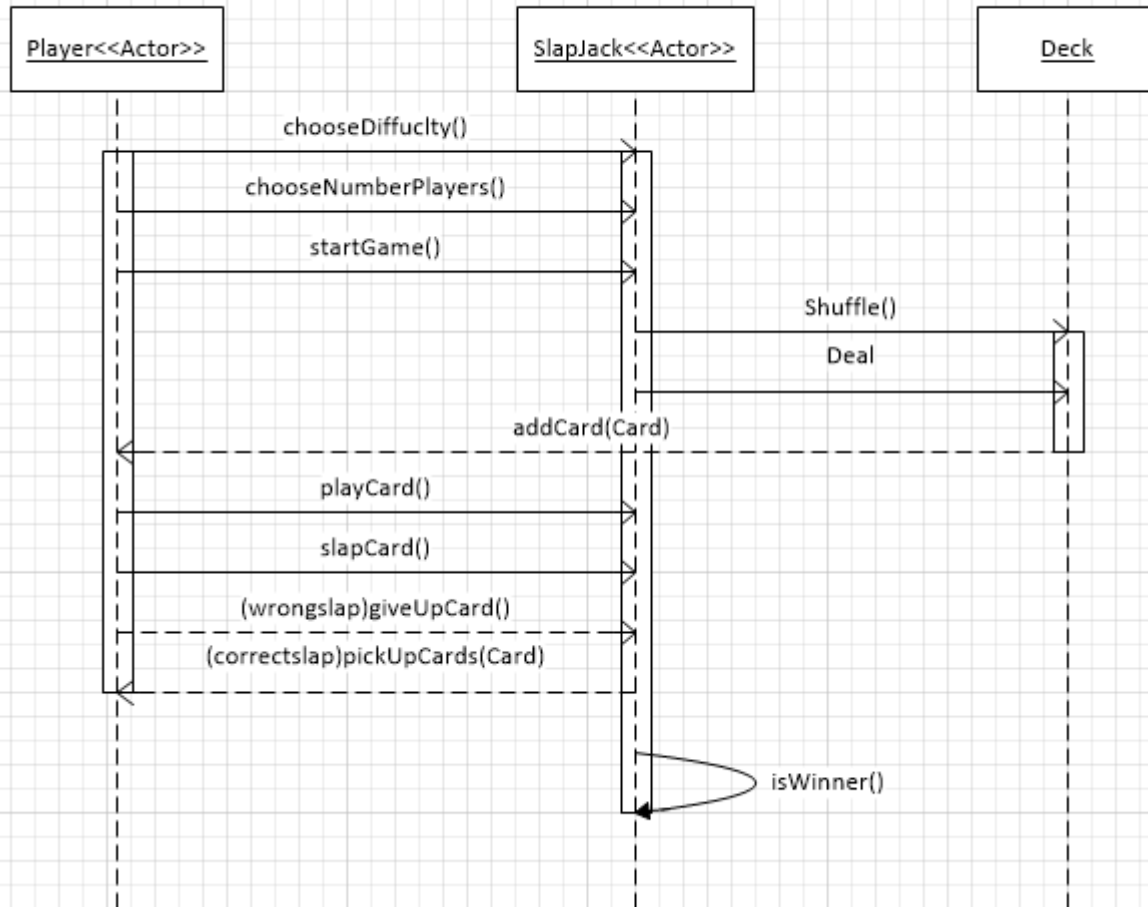 Player<<Actor>>
SlapJack<<Actor>>
Deck
chooseDiffuclty()
chooseNumberPlayers()
startGame()
Shuffle()
Deal
addCard(Card)
playCard()
slapCard()
(wrongslap)giveUpCard()
(correctslap)pickUpCards(Card)
isWinner()